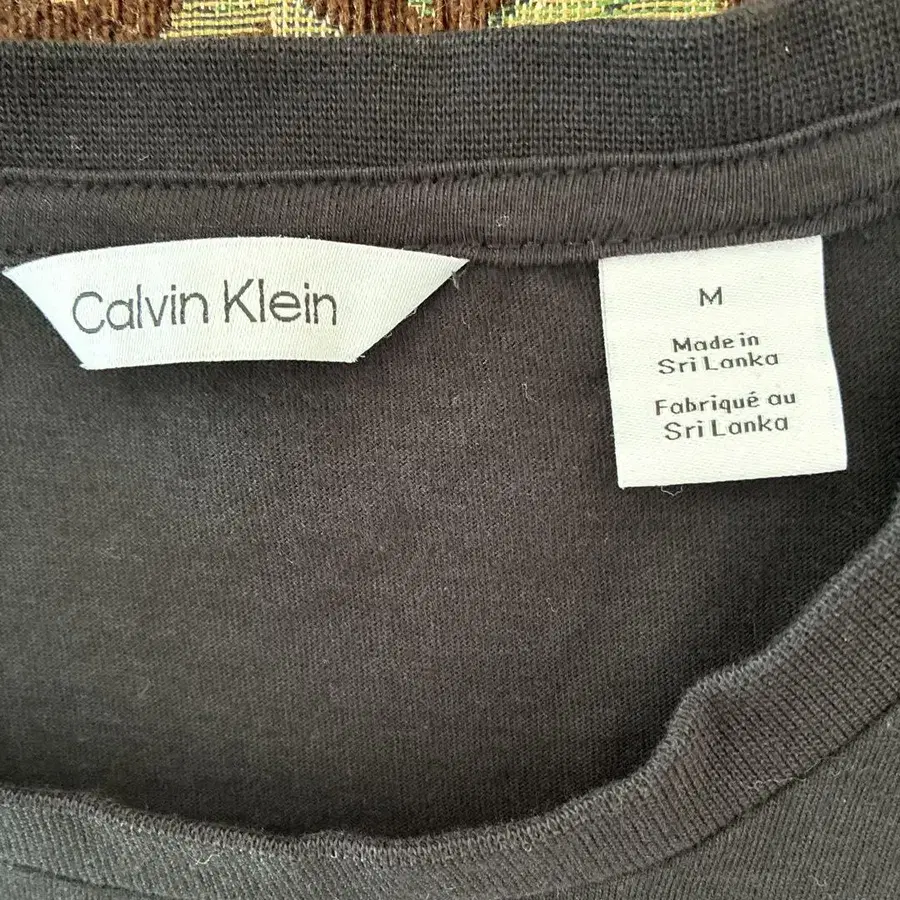 Calvin Klein
M
Made in
Sri Lanka
Fabriqué au
Sri Lanka